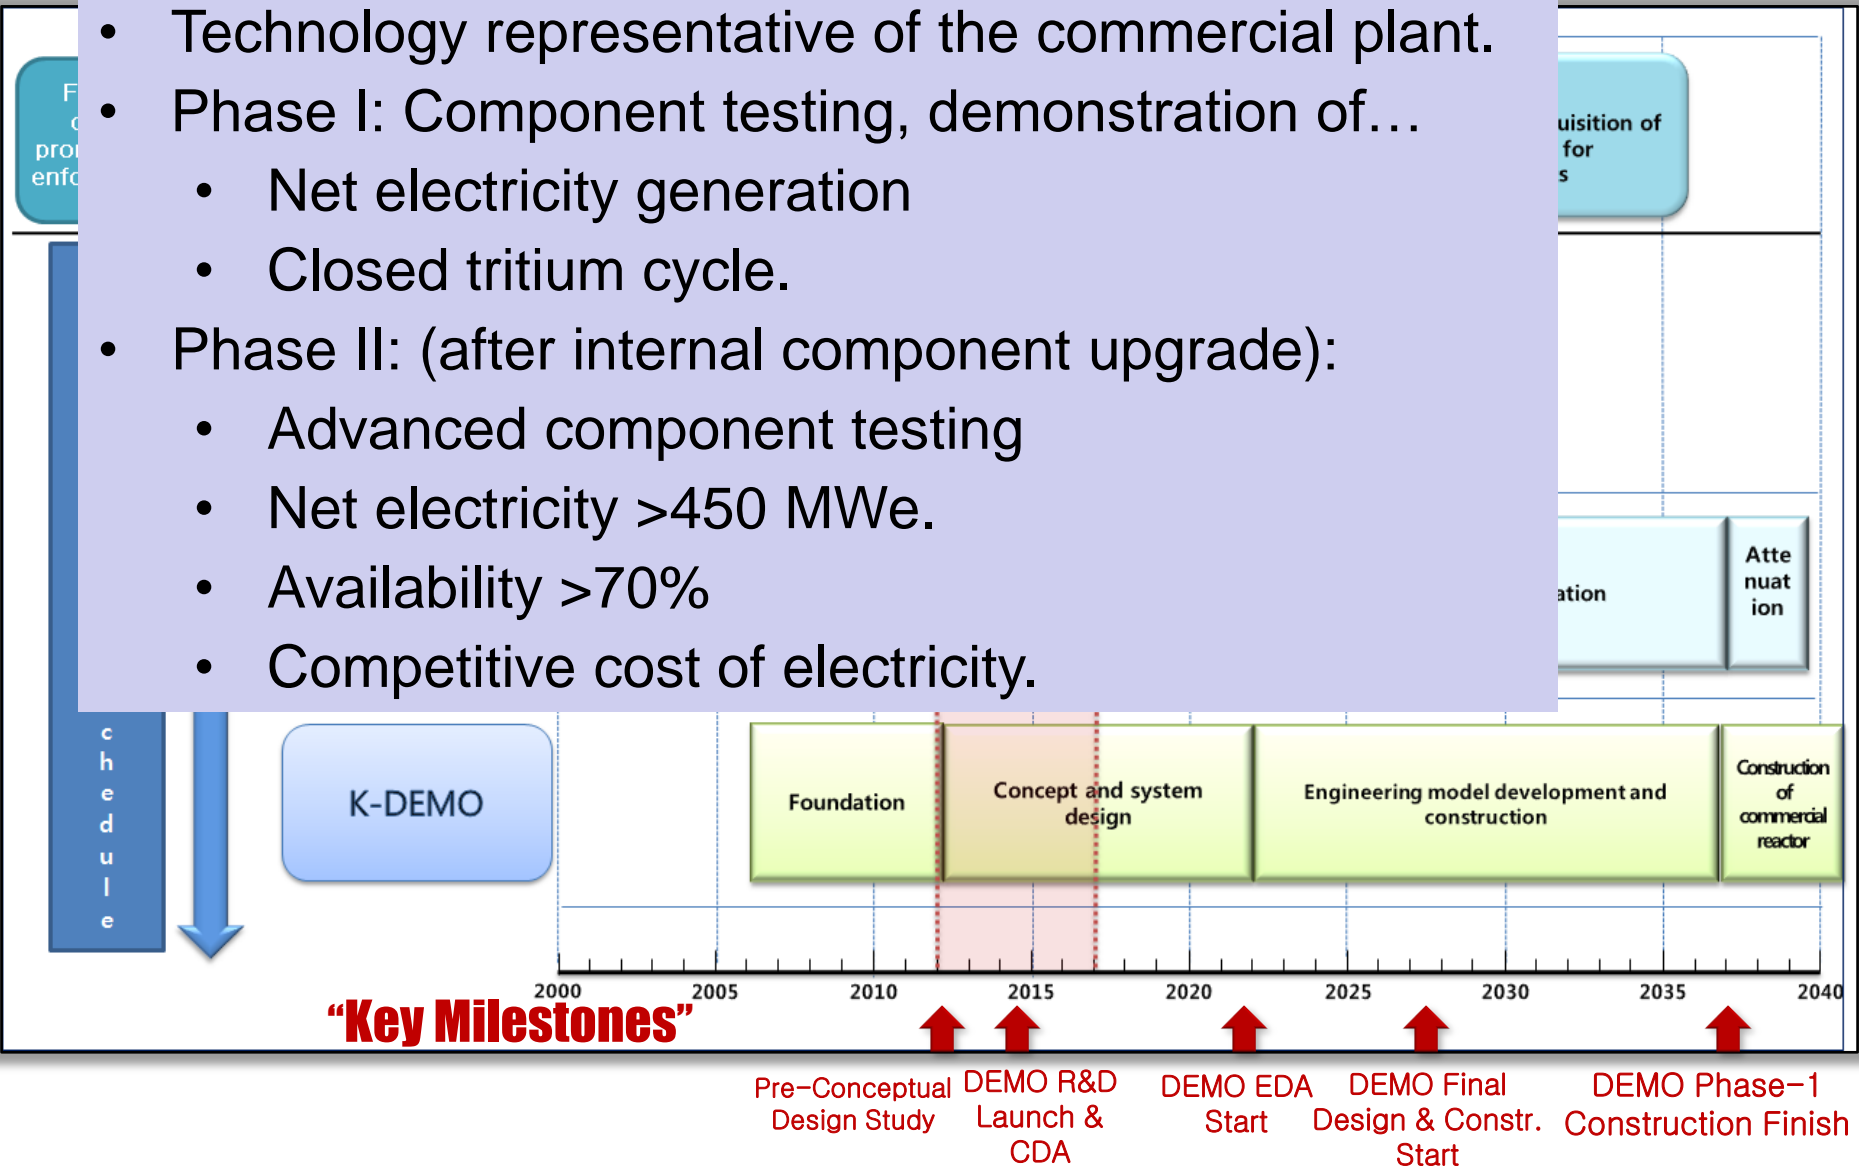 • Technology representative of the commercial plant.
• Phase I: Component testing, demonstration of…
• Net electricity generation
• Closed tritium cycle.
• Phase II: (after internal component upgrade):
• Advanced component testing
• Net electricity >450 MWe.
• Availability >70%
• Competitive cost of electricity.
uisition of
for
s
ation
Atte
nuat
ion
c
h
e
d
u
l
e
K-DEMO
Foundation
Concept and system
design
Engineering model development and
construction
Construction
of
commercial
reactor
2000 2005 2010 2015 2020 2025 2030 2035 2040
“Key Milestones”
Pre-Conceptual
Design Study
DEMO R&D
Launch &
CDA
DEMO EDA
Start
DEMO Final
Design & Constr.
Start
DEMO Phase-1
Construction Finish